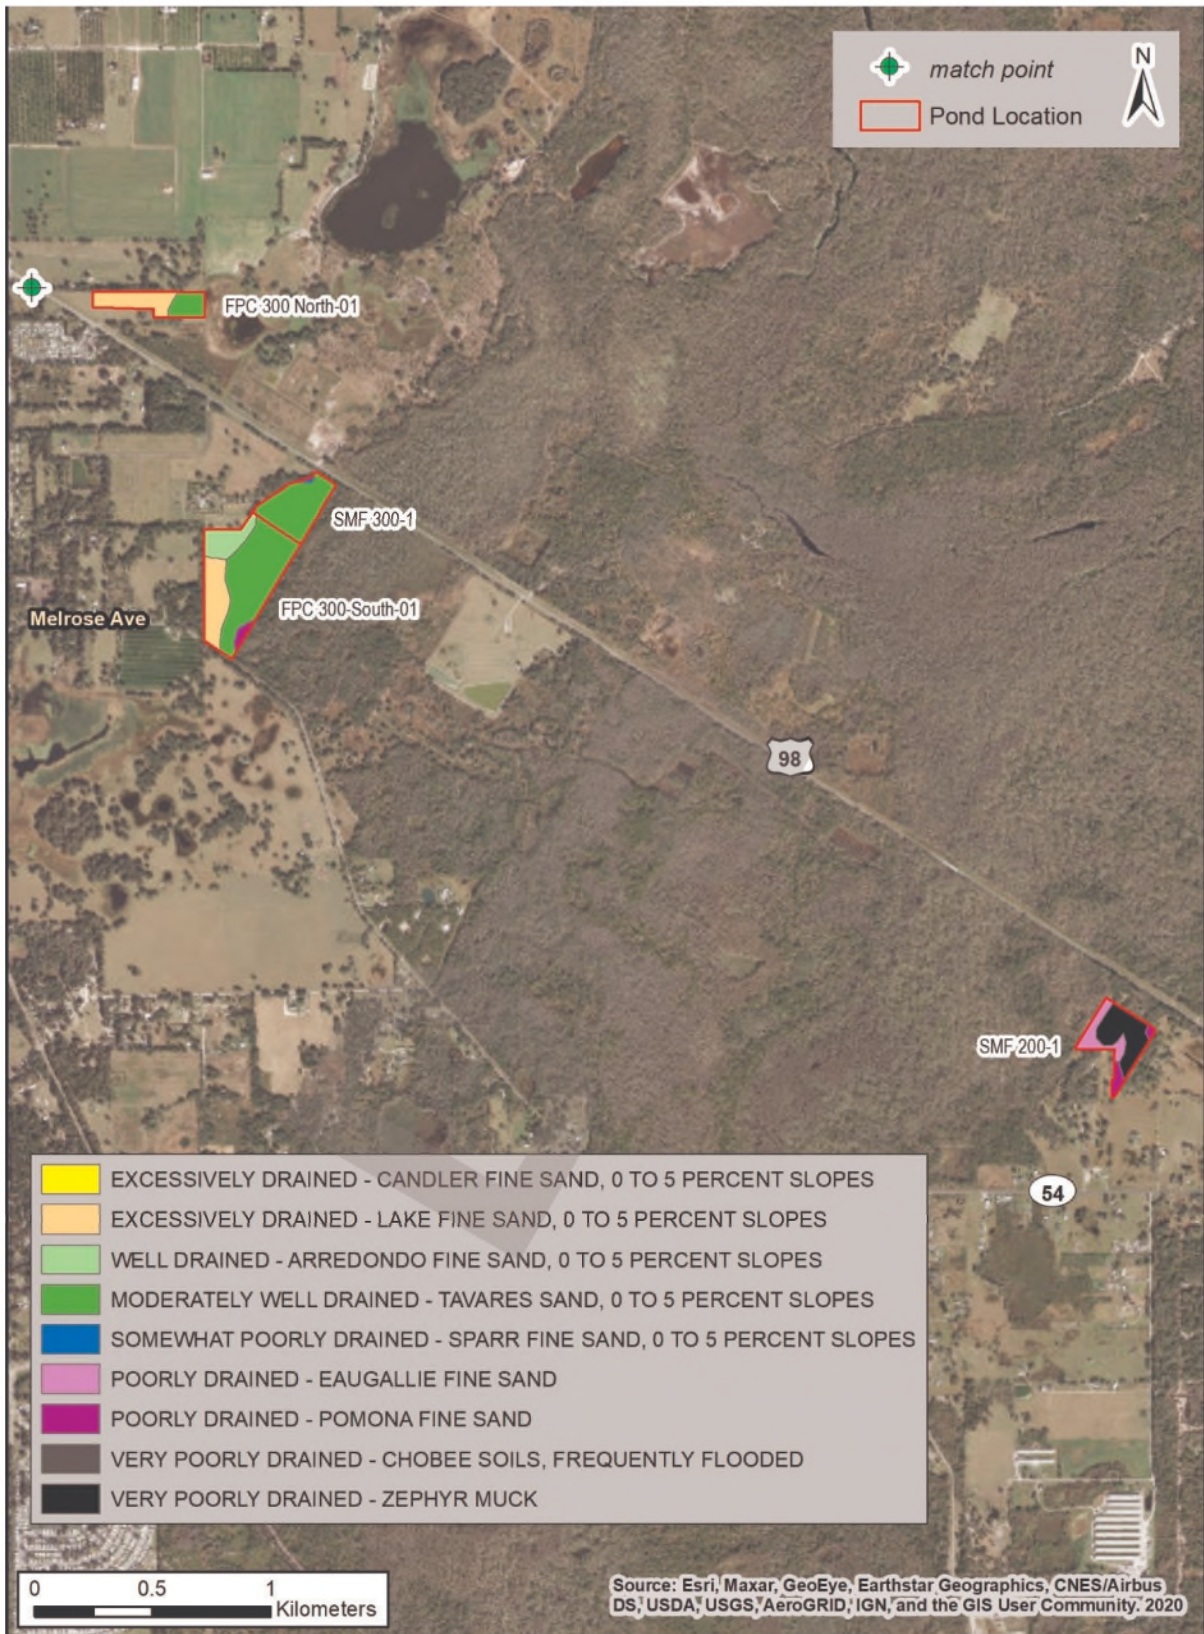 match point
N
Pond Location
FPC 300 North-01
SMF 300-1
FPC 300-South-01
Melrose Ave
98
SMF 200-1
54
EXCESSIVELY DRAINED - CANDLER FINE SAND, 0 TO 5 PERCENT SLOPES
EXCESSIVELY DRAINED - LAKE FINE SAND, 0 TO 5 PERCENT SLOPES
WELL DRAINED - ARREDONDO FINE SAND, 0 TO 5 PERCENT SLOPES
MODERATELY WELL DRAINED - TAVARES SAND, 0 TO 5 PERCENT SLOPES
SOMEWHAT POORLY DRAINED - SPARR FINE SAND, 0 TO 5 PERCENT SLOPES
POORLY DRAINED - EAUGALLIE FINE SAND
POORLY DRAINED - POMONA FINE SAND
VERY POORLY DRAINED - CHOBEE SOILS, FREQUENTLY FLOODED
VERY POORLY DRAINED - ZEPHYR MUCK
0 0.5 1
Kilometers
Source: Esri, Maxar, GeoEye, Earthstar Geographics, CNES/Airbus
DS, USDA, USGS, AeroGRID, IGN, and the GIS User Community. 2020